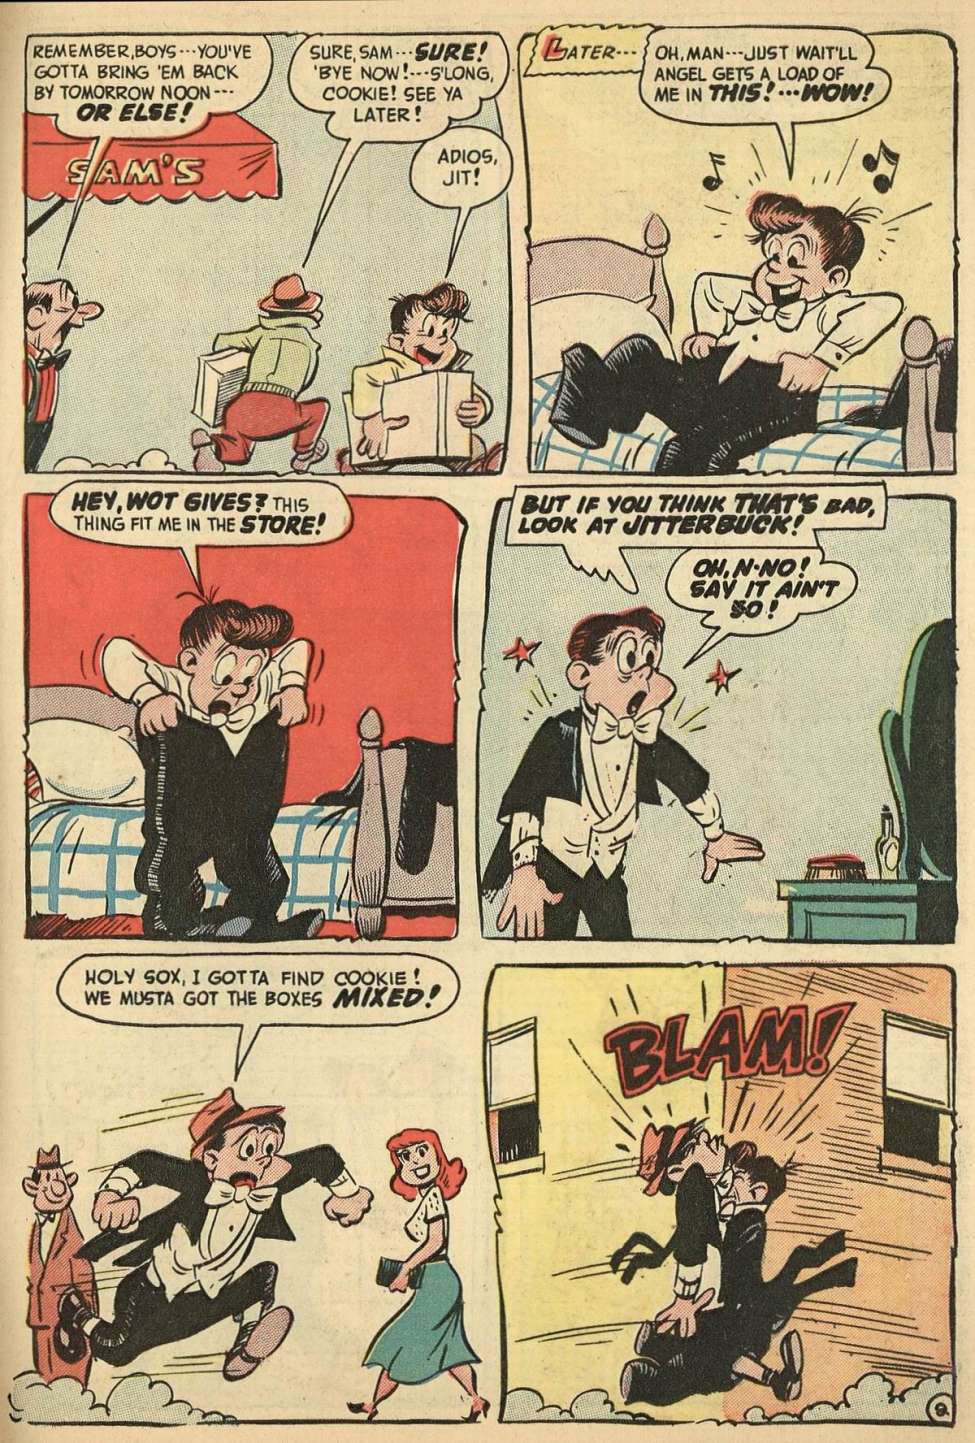 REMEMBER, BOYS---YOU'VE
GOTTA BRING 'EM BACK
BY TOMORROW NOON---
OR ELSE!
SURE, SAM---SURE!
'BYE NOW!---S'LONG,
COOKIE! SEE YA
LATER!
ADIOS,
JIT!
SAM'S
LATER---
OH, MAN---JUST WAIT'LL
ANGEL GETS A LOAD OF
ME IN THIS!---WOW!
HEY, WOT GIVES? THIS
THING FIT ME IN THE STORE!
BUT IF YOU THINK THAT'S BAD,
LOOK AT JITTERBUCK!
OH, N-NO!
SAY IT AIN'T
SO!
HOLY SOX, I GOTTA FIND COOKIE!
WE MUSTA GOT THE BOXES MIXED!
BLAM!
2